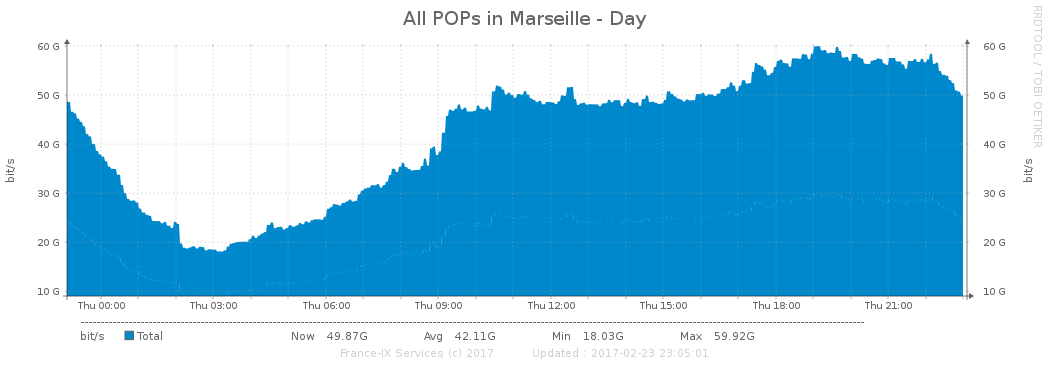 All POPs in Marseille - Day
RRDTOOL / TOBI OETIKER
60 G 60 G
50 G 50 G
40 G 40 G
30 G 30 G
20 G 20 G
10 G 10 G
bit/s
bit/s
Thu 00:00 Thu 03:00 Thu 06:00 Thu 09:00 Thu 12:00 Thu 15:00 Thu 18:00 Thu 21:00
bit/s Total Now 49.87G Avg 42.11G Min 18.03G Max 59.92G
France-IX Services (c) 2017 Updated : 2017-02-23 23:05:01